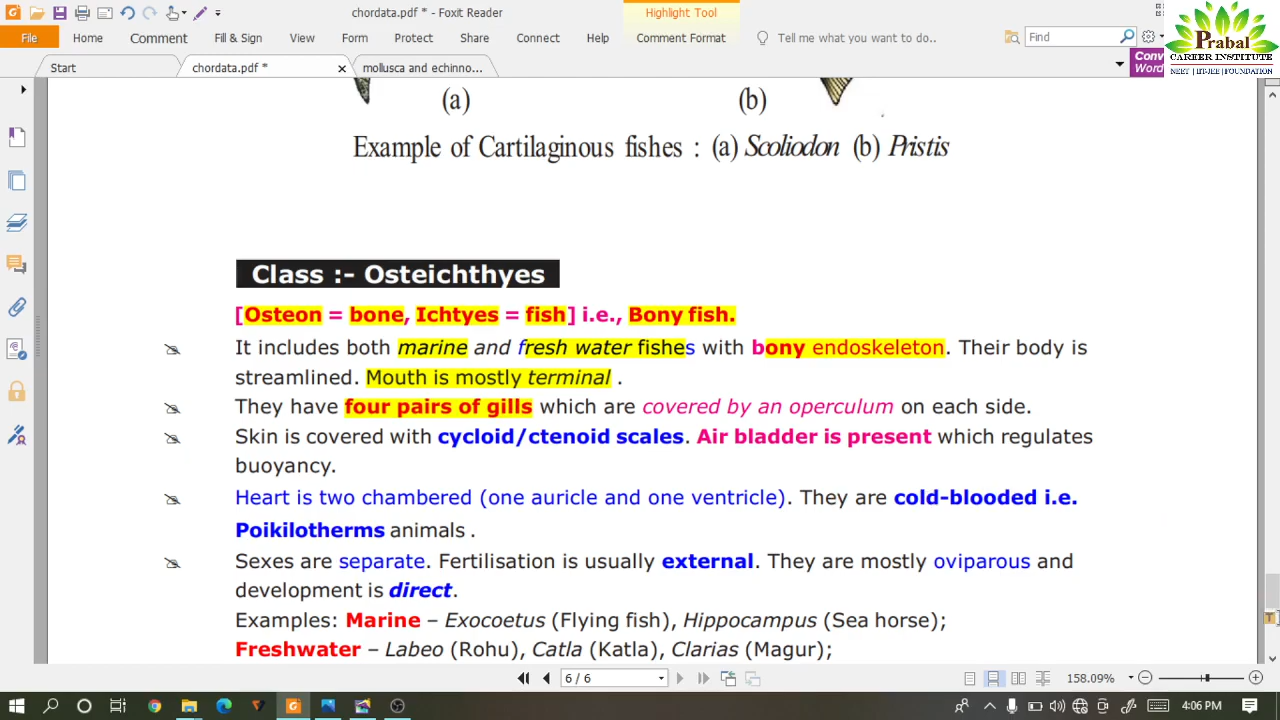 chordata.pdf * - Foxit Reader
Highlight Tool
File
Home
Comment
Fill & Sign
View
Form
Protect
Share
Connect
Help
Comment Format
Tell me what you want to do..
Find
Prabal
CAREER INSTITUTE
NEET | IIT-JEE | FOUNDATION
Start
chordata.pdf *
mollusca and echinno...
Conv
Word
(a)
(b)
Example of Cartilaginous fishes : (a) Scoliodon (b) Pristis
Class :- Osteichthyes
[Osteon = bone, Ichtyes = fish] i.e., Bony fish.
It includes both marine and fresh water fishes with bony endoskeleton. Their body is
streamlined. Mouth is mostly terminal .
They have four pairs of gills which are covered by an operculum on each side.
Skin is covered with cycloid/ctenoid scales. Air bladder is present which regulates
buoyancy.
Heart is two chambered (one auricle and one ventricle). They are cold-blooded i.e.
Poikilotherms animals .
Sexes are separate. Fertilisation is usually external. They are mostly oviparous and
development is direct.
Examples: Marine – Exocoetus (Flying fish), Hippocampus (Sea horse);
Freshwater – Labeo (Rohu), Catla (Katla), Clarias (Magur);
6 / 6
158.09%
4:06 PM